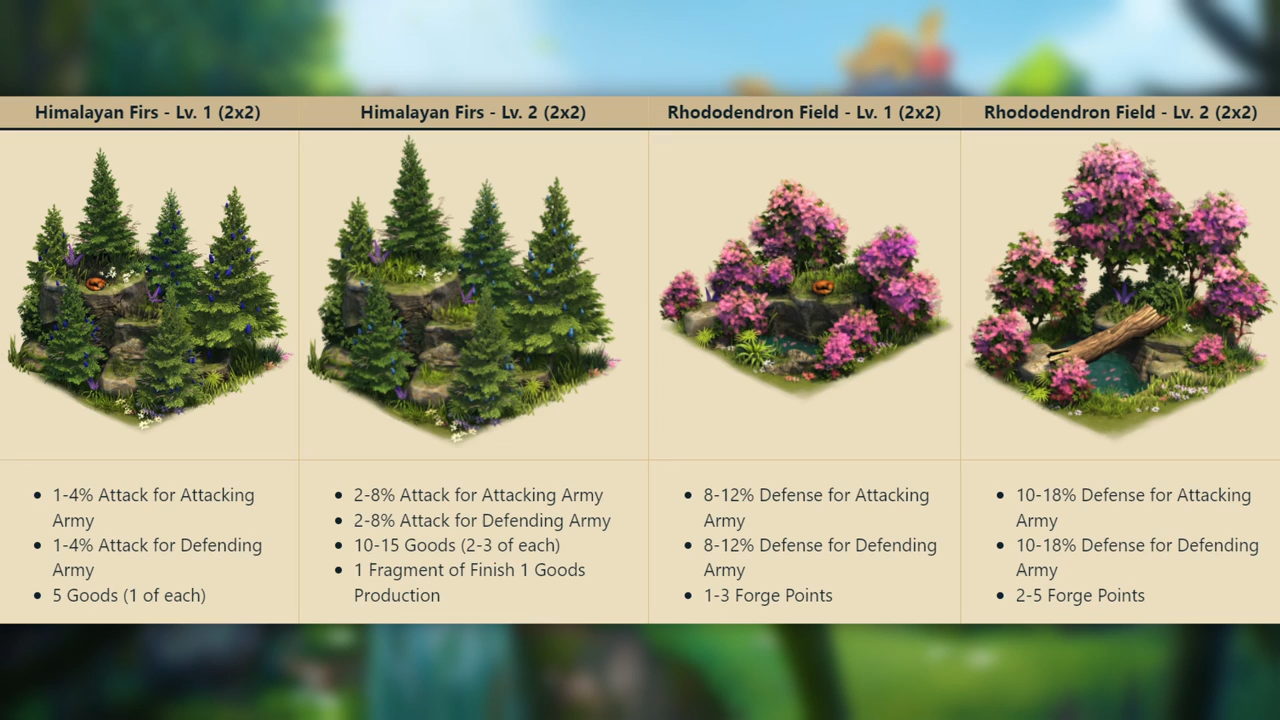 Himalayan Firs - Lv. 1 (2x2)
Himalayan Firs - Lv. 2 (2x2)
Rhododendron Field - Lv. 1 (2x2)
Rhododendron Field - Lv. 2 (2x2)
• 1-4% Attack for Attacking
Army
• 1-4% Attack for Defending
Army
• 5 Goods (1 of each)
• 2-8% Attack for Attacking Army
• 2-8% Attack for Defending Army
• 10-15 Goods (2-3 of each)
• 1 Fragment of Finish 1 Goods
Production
• 8-12% Defense for Attacking
Army
• 8-12% Defense for Defending
Army
• 1-3 Forge Points
• 10-18% Defense for Attacking
Army
• 10-18% Defense for Defending
Army
• 2-5 Forge Points